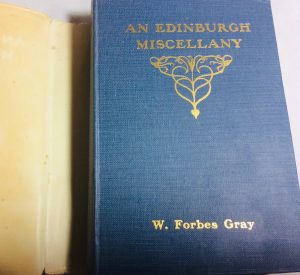 AN EDINBURGH
MISCELLANY
W. Forbes Gray